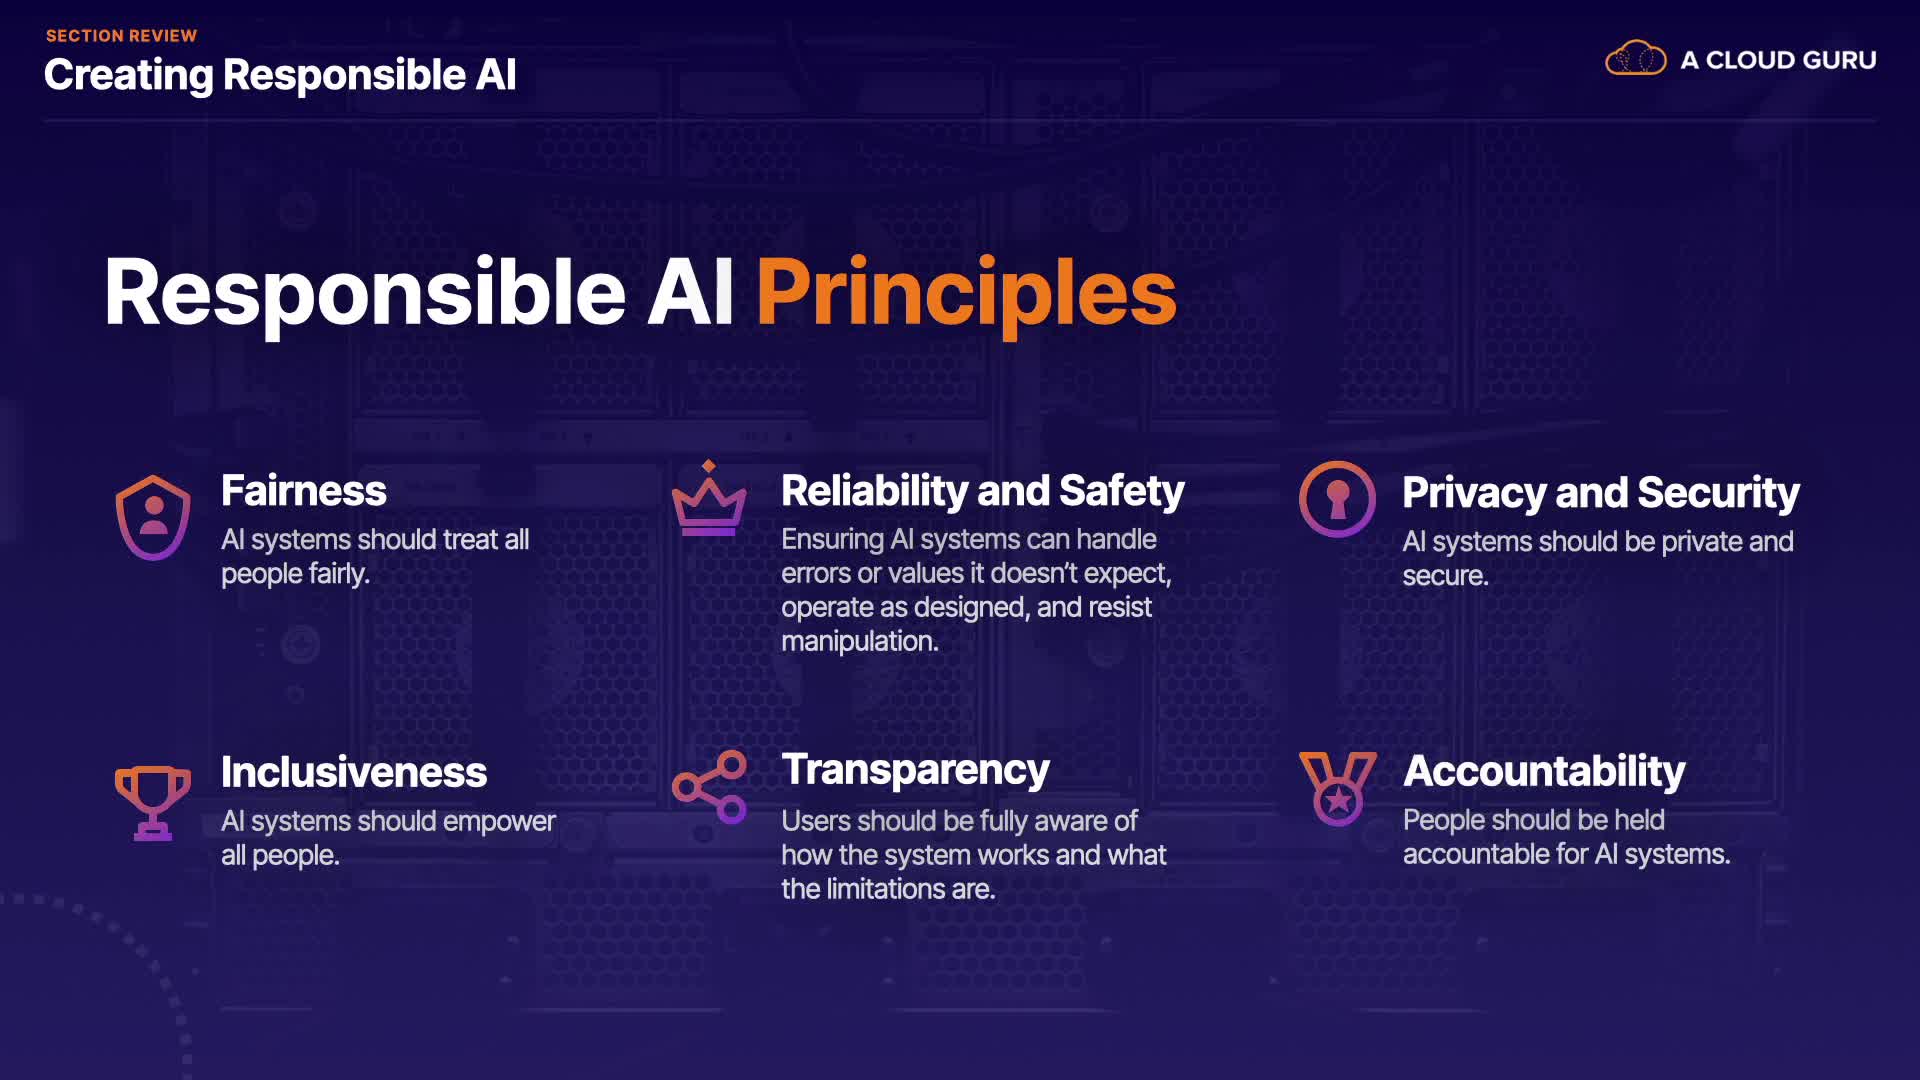 SECTION REVIEW
Creating Responsible AI
A CLOUD GURU
Responsible AI Principles
Fairness
AI systems should treat all
people fairly.
Reliability and Safety
Ensuring AI systems can handle
errors or values it doesn’t expect,
operate as designed, and resist
manipulation.
Privacy and Security
AI systems should be private and
secure.
Inclusiveness
AI systems should empower
all people.
Transparency
Users should be fully aware of
how the system works and what
the limitations are.
Accountability
People should be held
accountable for AI systems.